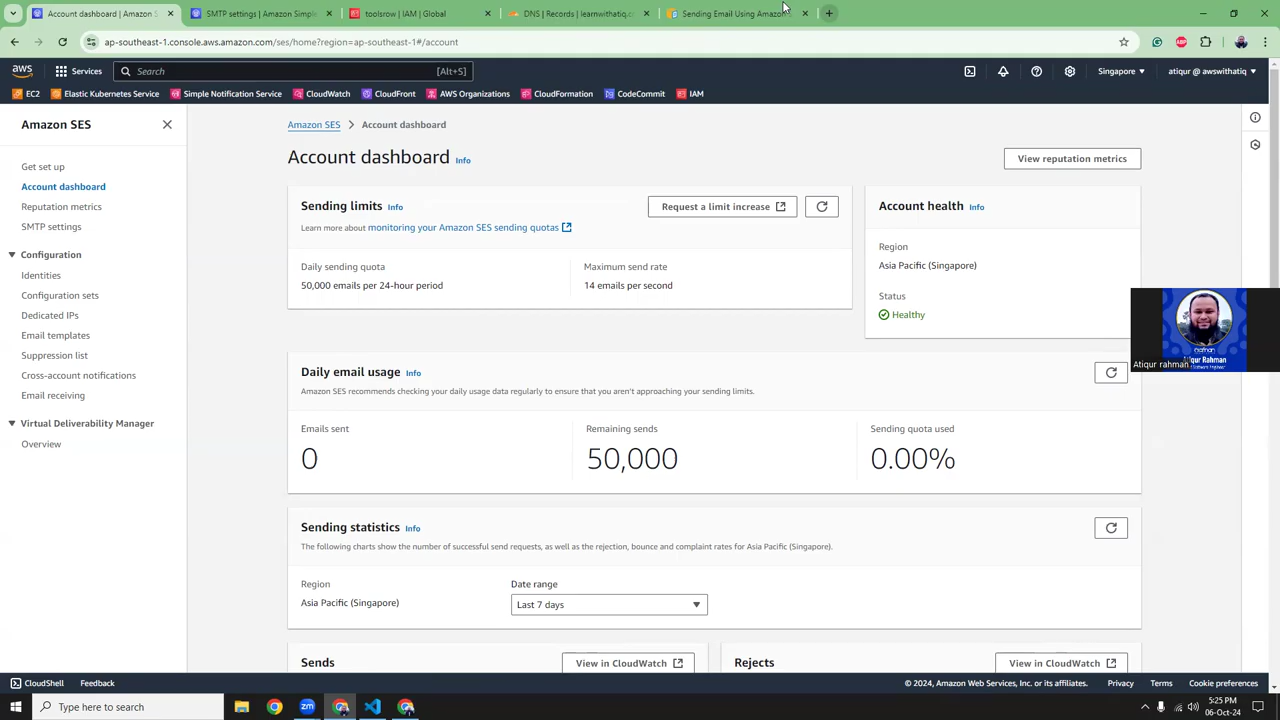 Account dashboard | Amazon S
SMTP settings | Amazon Simple
toolsrow | IAM | Global
DNS | Records | learnwithatiq.c
Sending Email Using Amazon
ap-southeast-1.console.aws.amazon.com/ses/home?region=ap-southeast-1#/account
aws
Services
Search
[Alt+S]
Singapore
atiqur @ awswithatiq
EC2
Elastic Kubernetes Service
Simple Notification Service
CloudWatch
CloudFront
AWS Organizations
CloudFormation
CodeCommit
IAM
Amazon SES
Get set up
Account dashboard
Reputation metrics
SMTP settings
Configuration
Identities
Configuration sets
Dedicated IPs
Email templates
Suppression list
Cross-account notifications
Email receiving
Virtual Deliverability Manager
Overview
Amazon SES > Account dashboard
Account dashboard Info
View reputation metrics
Sending limits Info
Request a limit increase
Learn more about monitoring your Amazon SES sending quotas
Daily sending quota
50,000 emails per 24-hour period
Maximum send rate
14 emails per second
Account health Info
Region
Asia Pacific (Singapore)
Status
Healthy
Atiqur Rahman
Atiqur rahman
Daily email usage Info
Amazon SES recommends checking your daily usage data regularly to ensure that you aren't approaching your sending limits.
Emails sent
0
Remaining sends
50,000
Sending quota used
0.00%
Sending statistics Info
The following charts show the number of successful send requests, as well as the rejection, bounce and complaint rates for Asia Pacific (Singapore).
Region
Asia Pacific (Singapore)
Date range
Last 7 days
Sends
View in CloudWatch
Rejects
View in CloudWatch
CloudShell
Feedback
© 2024, Amazon Web Services, Inc. or its affiliates.
Privacy
Terms
Cookie preferences
Type here to search
5:25 PM
06-Oct-24